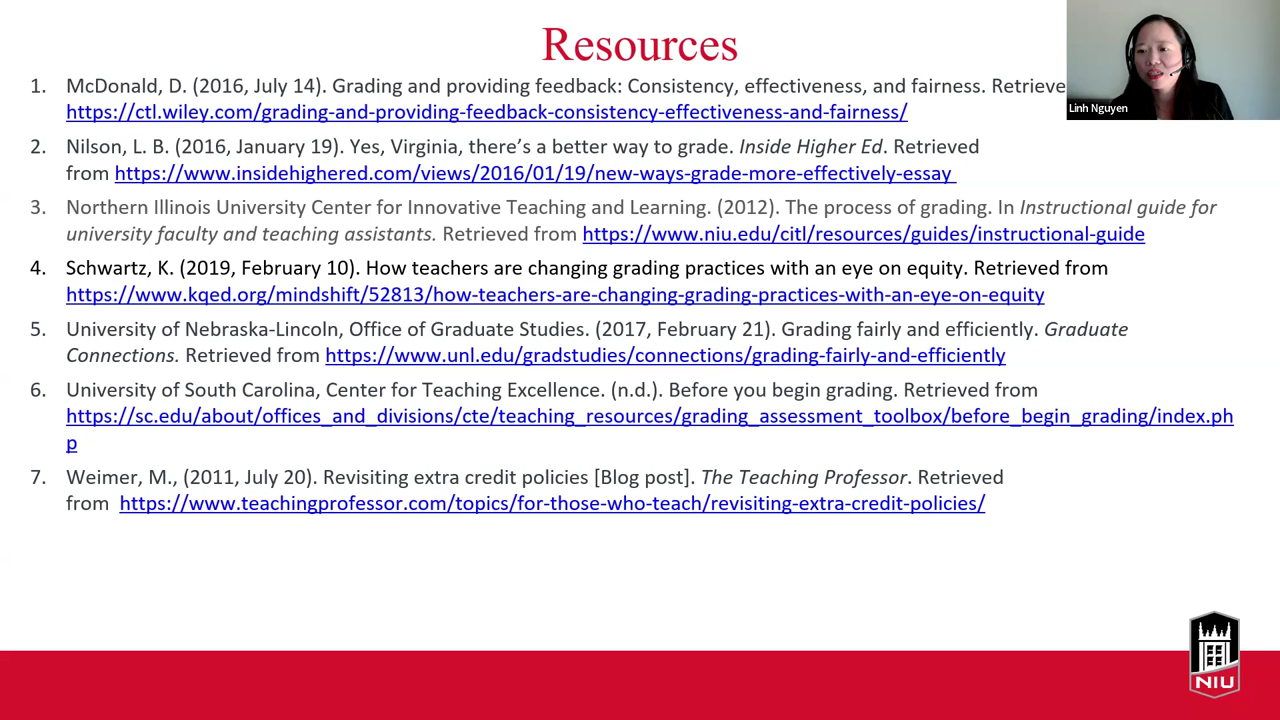 Resources
1. McDonald, D. (2016, July 14). Grading and providing feedback: Consistency, effectiveness, and fairness. Retrieve
https://ctl.wiley.com/grading-and-providing-feedback-consistency-effectiveness-and-fairness/
Linh Nguyen
2. Nilson, L. B. (2016, January 19). Yes, Virginia, there’s a better way to grade. Inside Higher Ed. Retrieved
from https://www.insidehighered.com/views/2016/01/19/new-ways-grade-more-effectively-essay
3. Northern Illinois University Center for Innovative Teaching and Learning. (2012). The process of grading. In Instructional guide for
university faculty and teaching assistants. Retrieved from https://www.niu.edu/citl/resources/guides/instructional-guide
4. Schwartz, K. (2019, February 10). How teachers are changing grading practices with an eye on equity. Retrieved from
https://www.kqed.org/mindshift/52813/how-teachers-are-changing-grading-practices-with-an-eye-on-equity
5. University of Nebraska-Lincoln, Office of Graduate Studies. (2017, February 21). Grading fairly and efficiently. Graduate
Connections. Retrieved from https://www.unl.edu/gradstudies/connections/grading-fairly-and-efficiently
6. University of South Carolina, Center for Teaching Excellence. (n.d.). Before you begin grading. Retrieved from
https://sc.edu/about/offices_and_divisions/cte/teaching_resources/grading_assessment_toolbox/before_begin_grading/index.ph
p
7. Weimer, M., (2011, July 20). Revisiting extra credit policies [Blog post]. The Teaching Professor. Retrieved
from https://www.teachingprofessor.com/topics/for-those-who-teach/revisiting-extra-credit-policies/
NIU